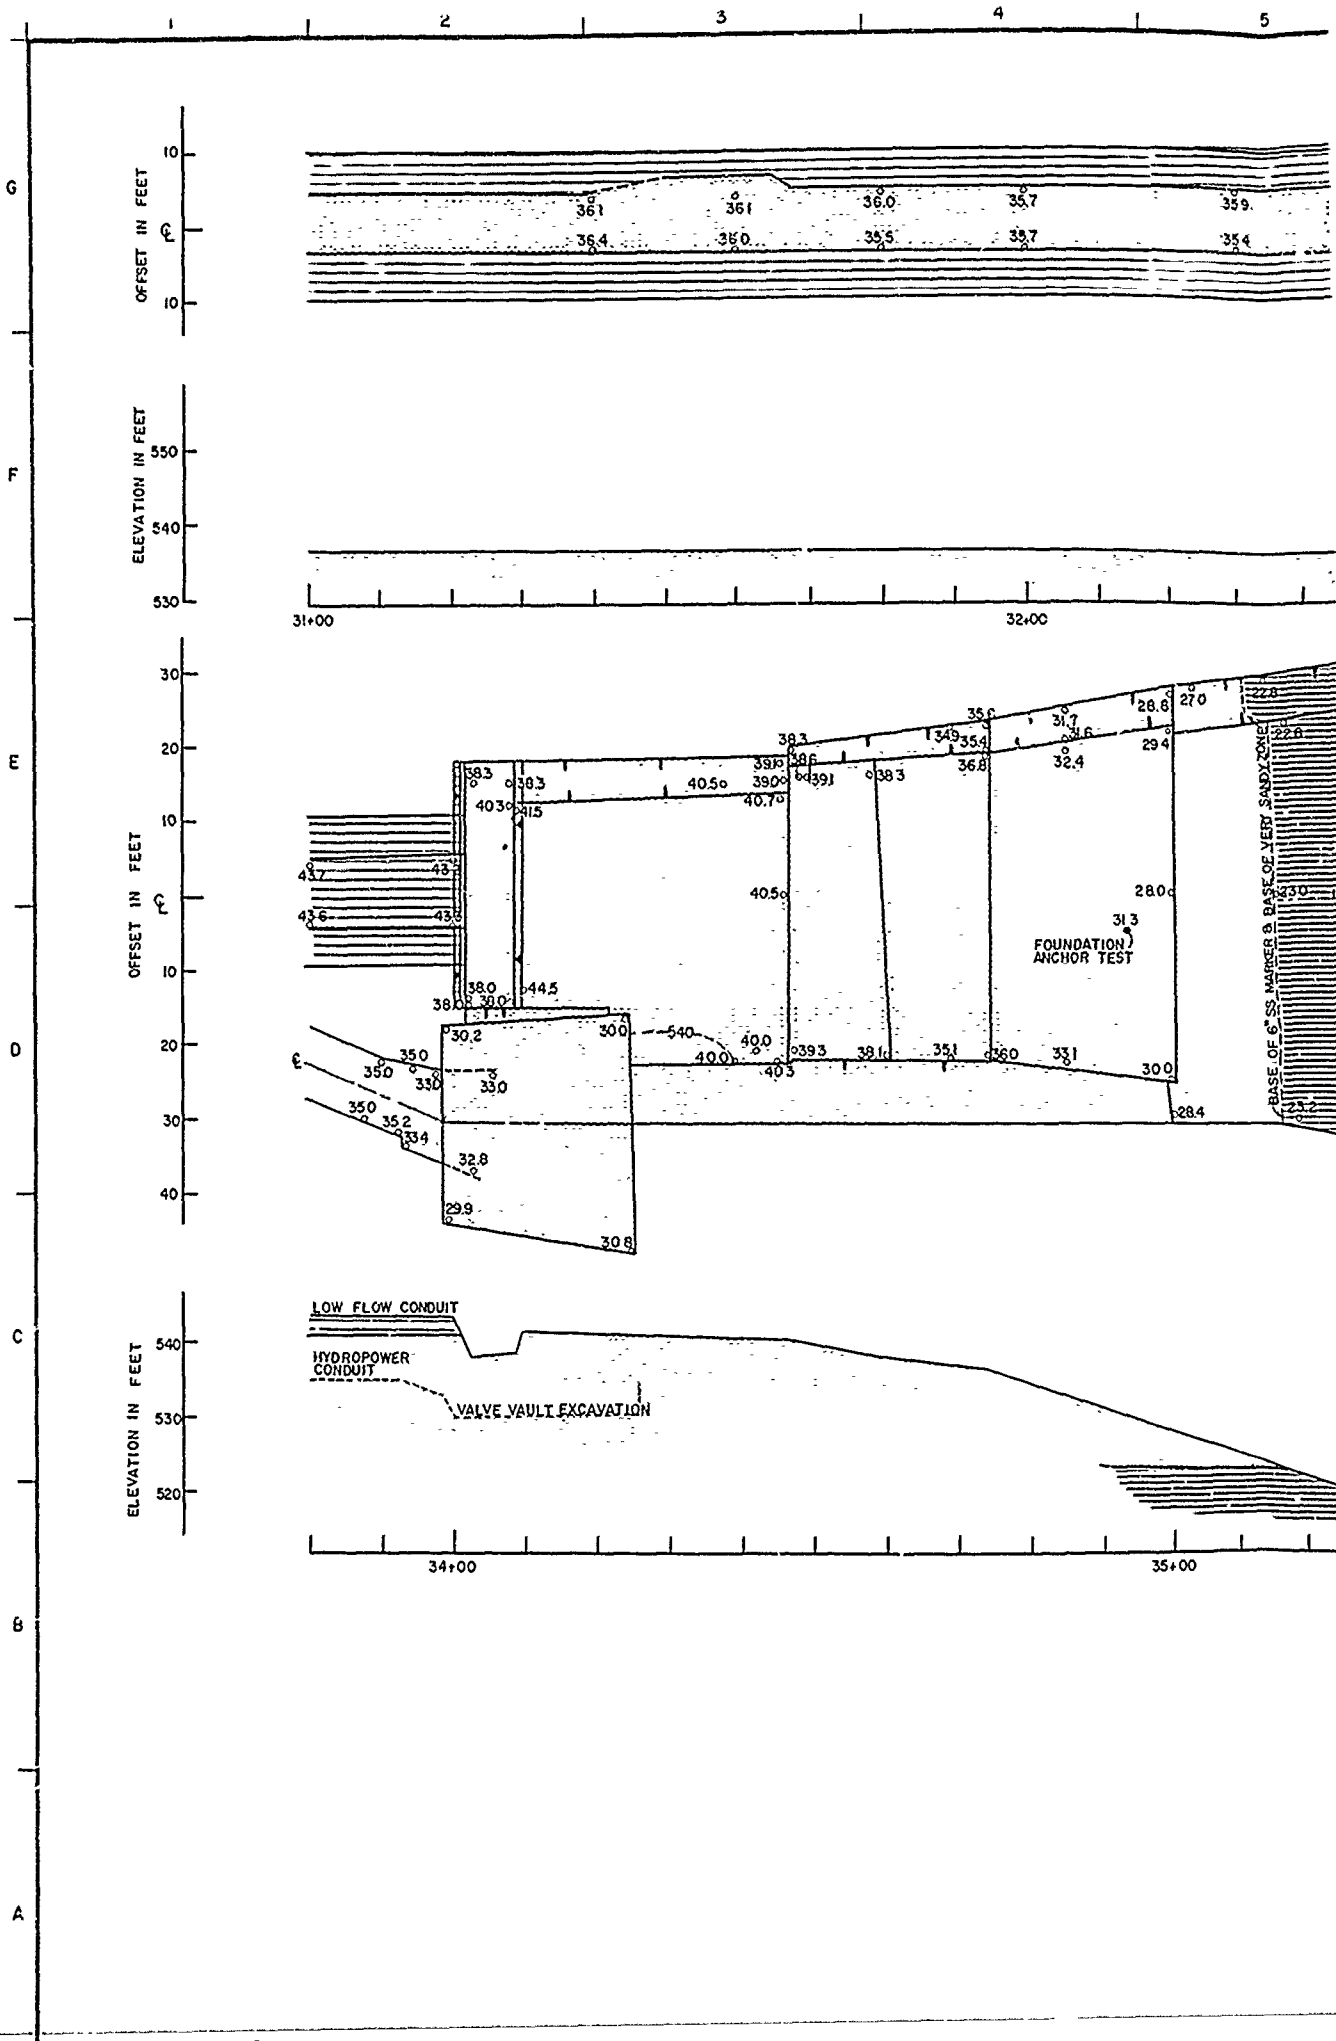 1 2 3 4 5
G
OFFSET IN FEET
10
℄
10
361 361 36.0 35.7 35.9
36.4 36.0 35.5 35.7 35.4
F
ELEVATION IN FEET
550
540
530
31+00 32+00
E
OFFSET IN FEET
30
20
10
℄
10
20
30
40
22.8
27.0
28.8
31.7
31.6
22.8
29.4
34.9
35.4
32.4
36.8
38.3
38.3 38.3
39.1 38.6
40.5 39.0 39.1 38.3
40.3 41.5 40.7
43.7
40.5 28.0 23.0
43.6
31.3
FOUNDATION
ANCHOR TEST
BASE OF 6" SS MARKER & BASE OF VERY SANDY ZONE
38.0 44.5
38.0
D
30.2 30.0 540
35.0 40.0 39.3 38.1 35.1 36.0 33.1
℄ 35.0 33.0 33.0 40.0 40.3 30.0
35.0 28.4 23.2
35.2
33.4
32.8
29.9
30.8
C
ELEVATION IN FEET
LOW FLOW CONDUIT
540
HYDROPOWER
CONDUIT
530
VALVE VAULT EXCAVATION
520
34+00 35+00
B
A